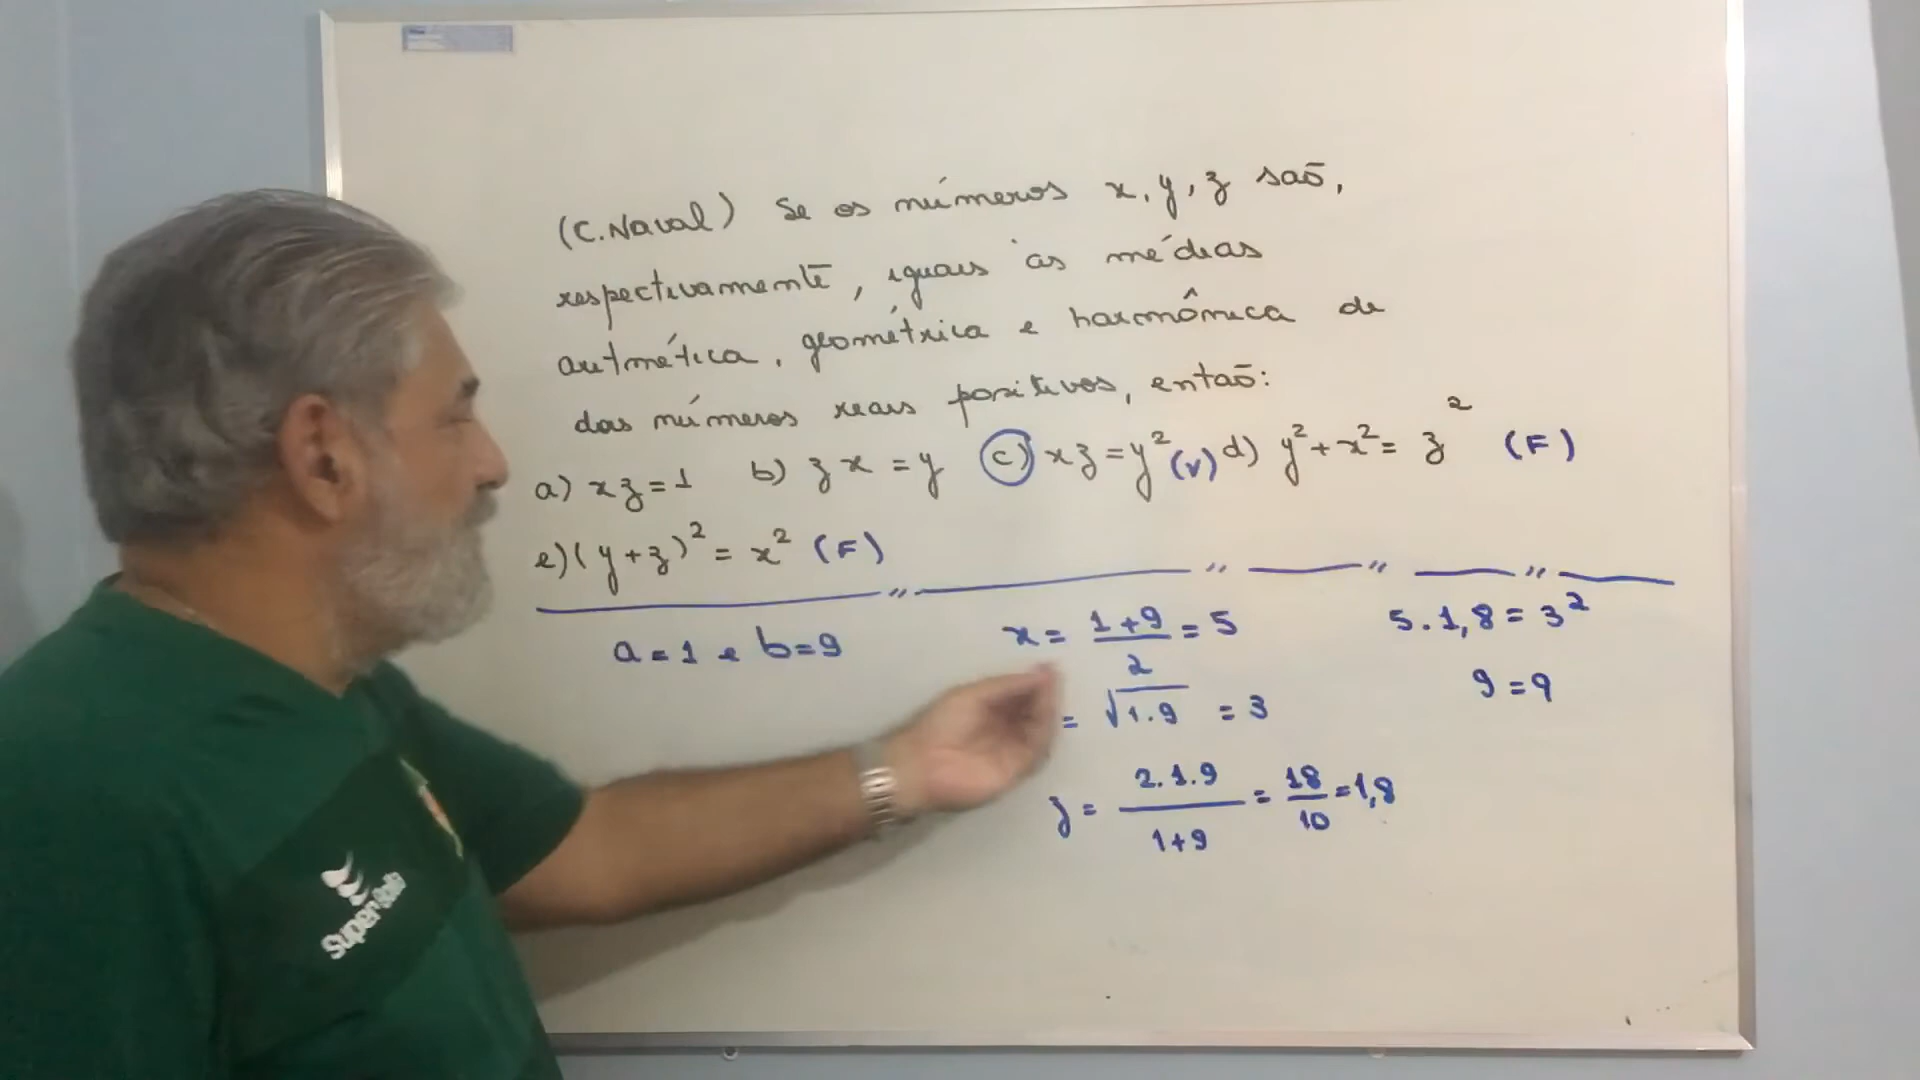 (C. Naval) Se os números x, y, z são,
respectivamente, iguais às médias
aritmética, geométrica e harmônica de
dos números reais positivos, então:
a) xz = 1 b) zx = y c) xz = y² (V) d) y² + x² = z² (F)
e) (y + z)² = x² (F)
a = 1 e b = 9
x = (1+9)/2 = 5
= √1.9 = 3
z = 2.1.9/(1+9) = 18/10 = 1,8
5.1,8 = 3²
9 = 9
Super